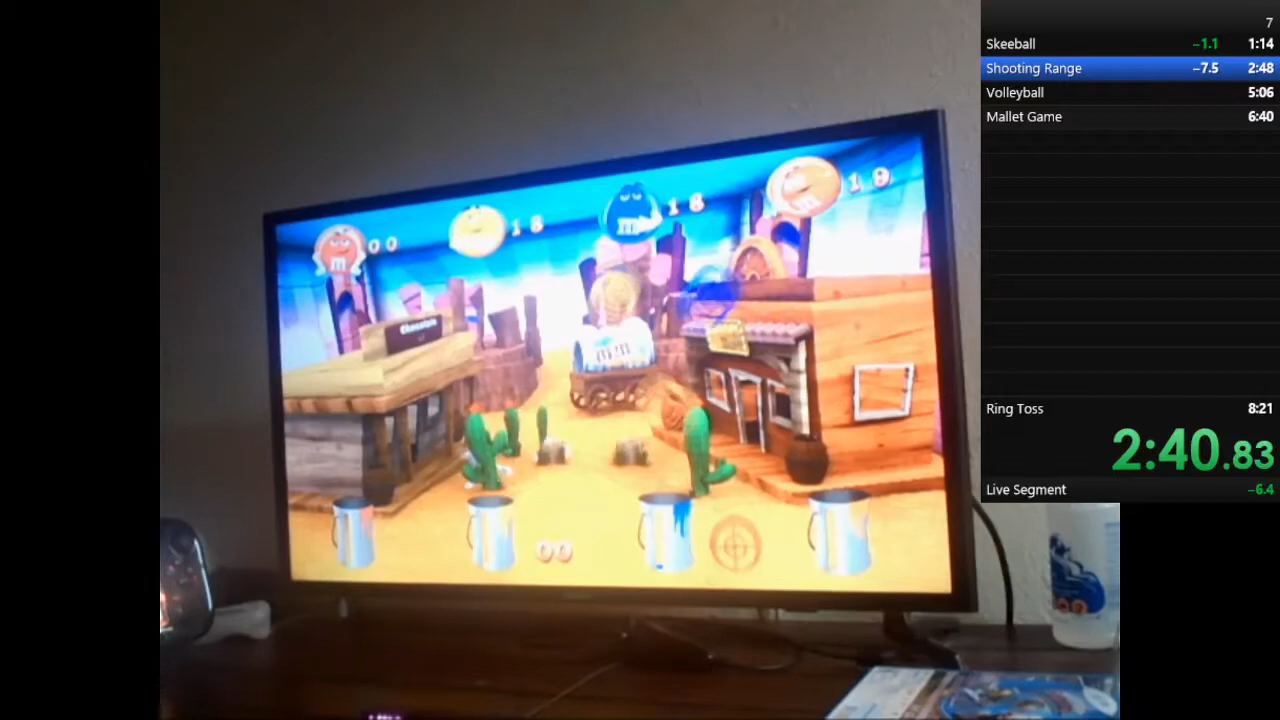 7
Skeeball −1.1 1:14
Shooting Range −7.5 2:48
Volleyball 5:06
Mallet Game 6:40
Ring Toss 8:21
2:40.83
Live Segment −6.4
00 18 18 19
m m m
Chocolate
m&m
00